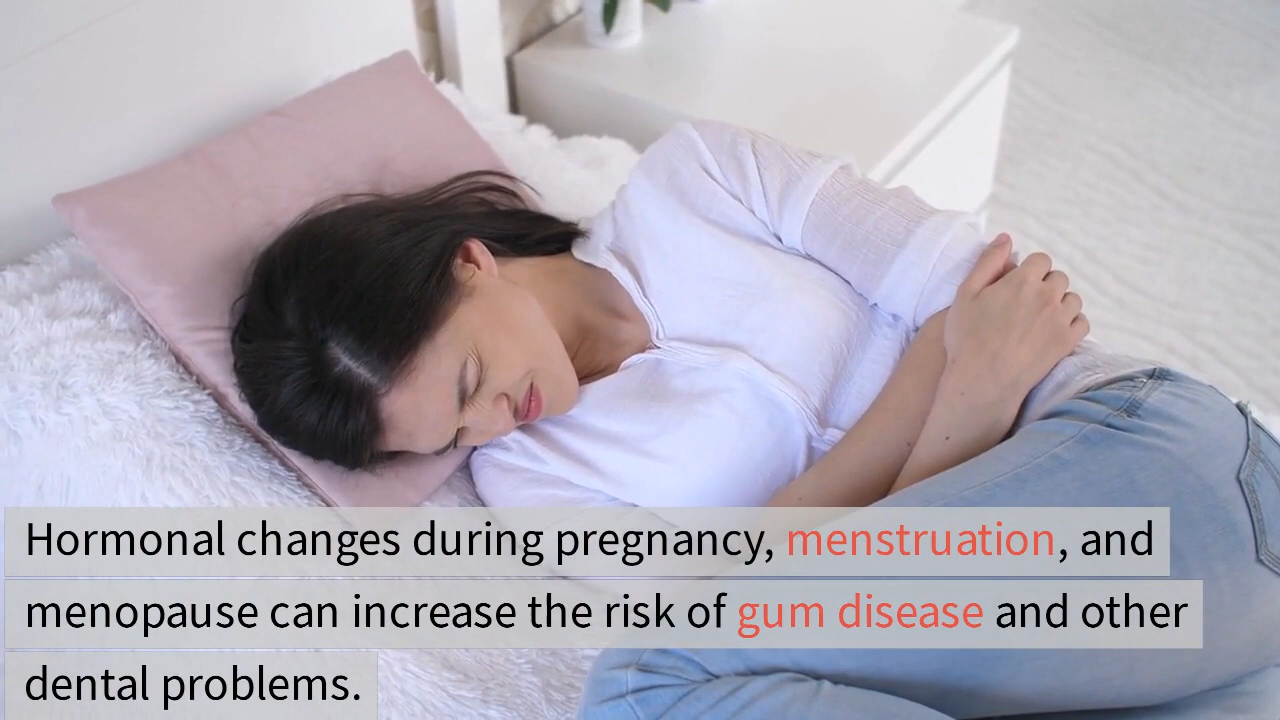 Hormonal changes during pregnancy, menstruation, and
menopause can increase the risk of gum disease and other
dental problems.